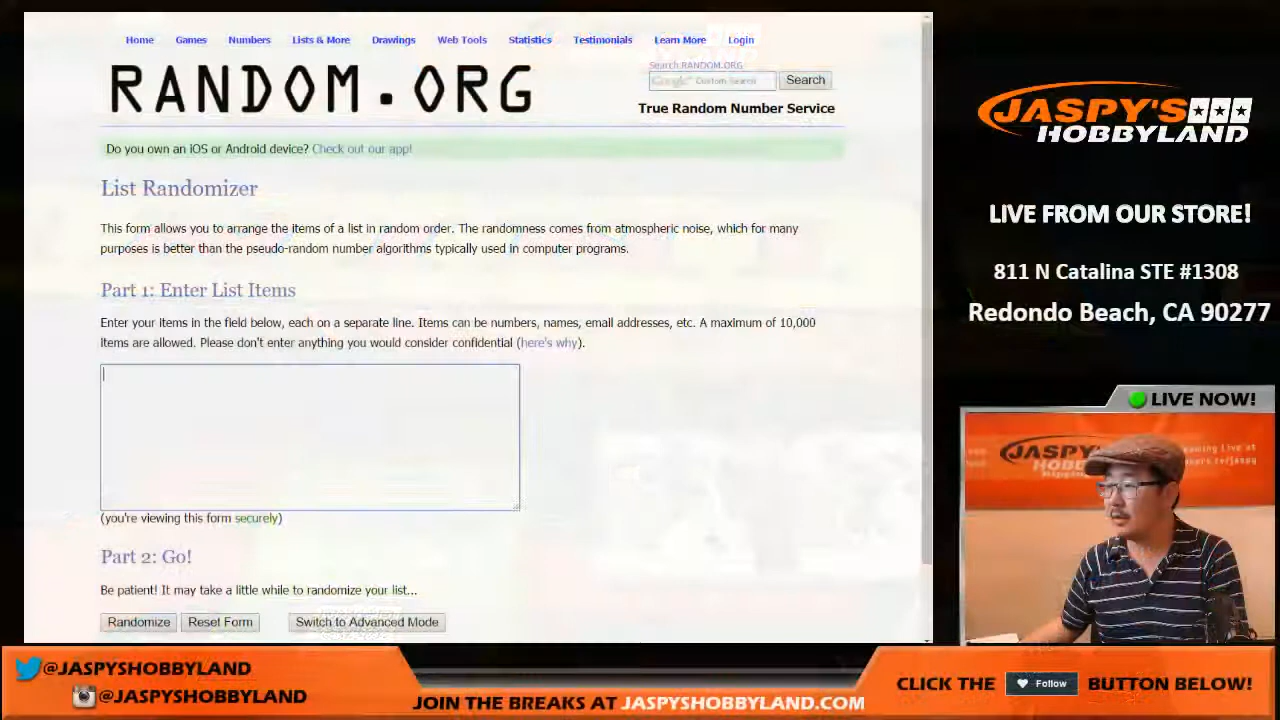 Home Games Numbers Lists & More Drawings Web Tools Statistics Testimonials Learn More Login
RANDOM.ORG
Search RANDOM.ORG
Google Custom Search
Search
True Random Number Service
Do you own an iOS or Android device? Check out our app!
List Randomizer
This form allows you to arrange the items of a list in random order. The randomness comes from atmospheric noise, which for many
purposes is better than the pseudo-random number algorithms typically used in computer programs.
Part 1: Enter List Items
Enter your items in the field below, each on a separate line. Items can be numbers, names, email addresses, etc. A maximum of 10,000
items are allowed. Please don't enter anything you would consider confidential (here's why).
(you're viewing this form securely)
Part 2: Go!
Be patient! It may take a little while to randomize your list...
Randomize Reset Form Switch to Advanced Mode
JASPY'S
HOBBYLAND
LIVE FROM OUR STORE!
811 N Catalina STE #1308
Redondo Beach, CA 90277
LIVE NOW!
JASPY'S
@JASPYSHOBBYLAND
@JASPYSHOBBYLAND
JOIN THE BREAKS AT JASPYSHOBBYLAND.COM
CLICK THE Follow BUTTON BELOW!